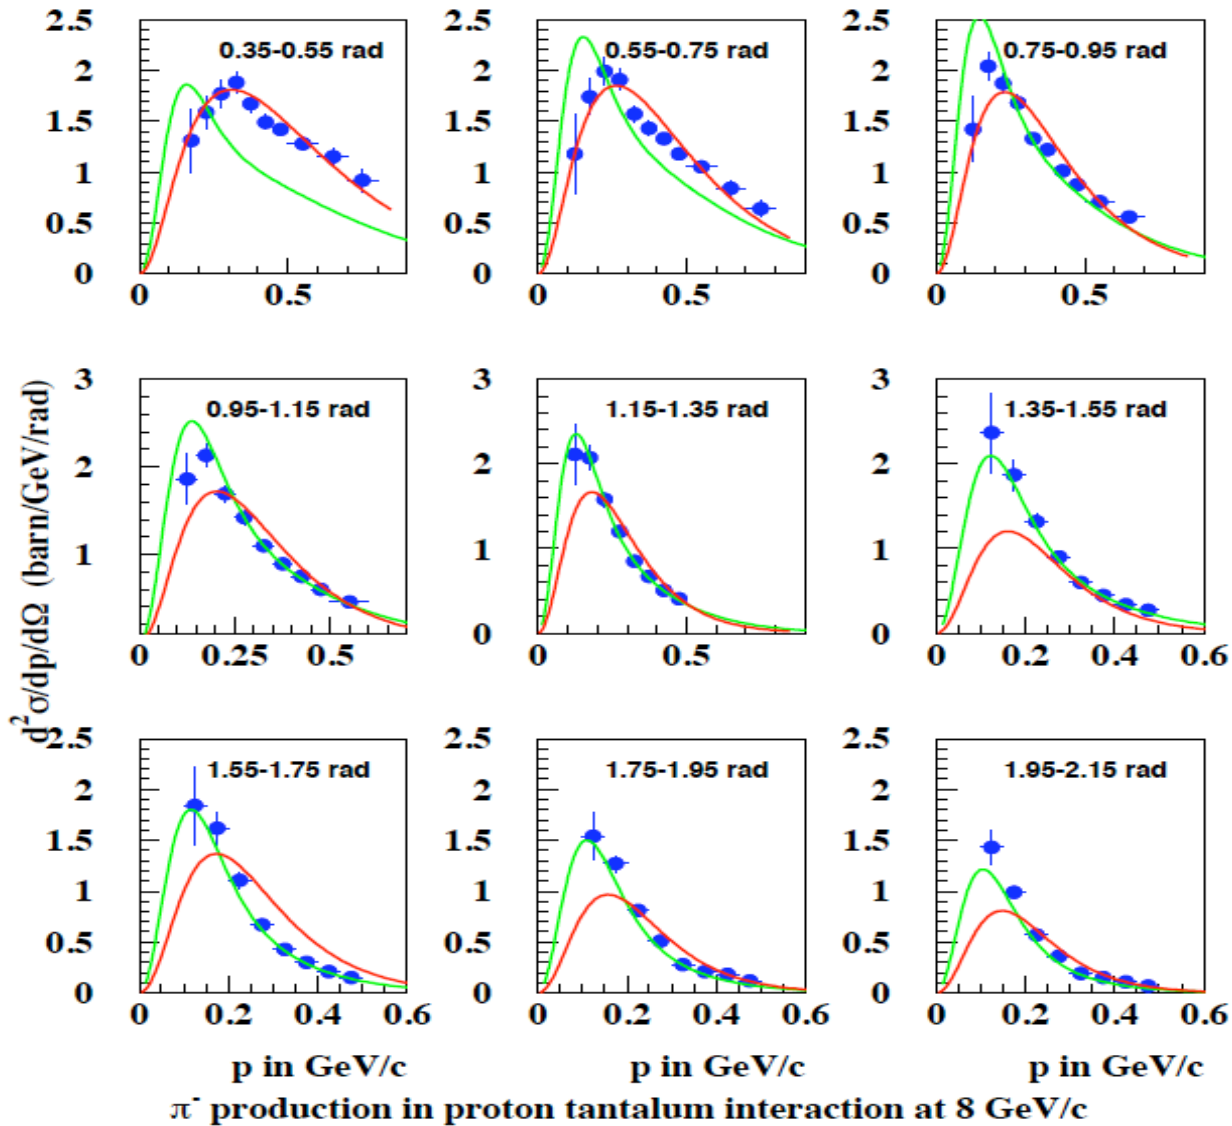 2.5
2
1.5
1
0.5
0
0.35-0.55 rad
0 0.5
2.5
2
1.5
1
0.5
0
0.55-0.75 rad
0 0.5
2.5
2
1.5
1
0.5
0
0.75-0.95 rad
0 0.5
d²σ/dp/dΩ (barn/GeV/rad)
3
2
1
0
0.95-1.15 rad
0 0.25 0.5
3
2
1
0
1.15-1.35 rad
0 0.5
3
2
1
0
1.35-1.55 rad
0 0.2 0.4 0.6
2.5
2
1.5
1
0.5
0
1.55-1.75 rad
0 0.2 0.4 0.6
p in GeV/c
2.5
2
1.5
1
0.5
0
1.75-1.95 rad
0 0.2 0.4 0.6
p in GeV/c
2.5
2
1.5
1
0.5
0
1.95-2.15 rad
0 0.2 0.4 0.6
p in GeV/c
π⁻ production in proton tantalum interaction at 8 GeV/c